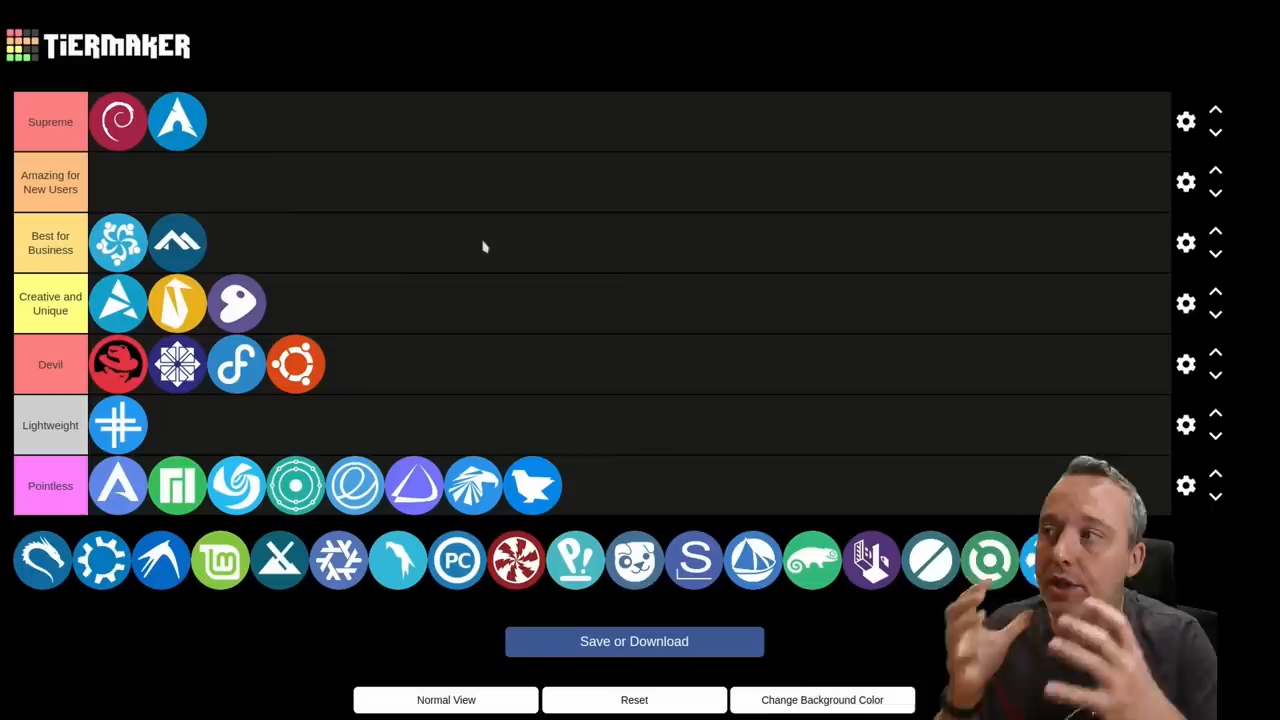 TiERMAKER
Supreme
Amazing for
New Users
Best for
Business
Creative and
Unique
Devil
Lightweight
Pointless
PC
P!
S
Save or Download
Normal View
Reset
Change Background Color